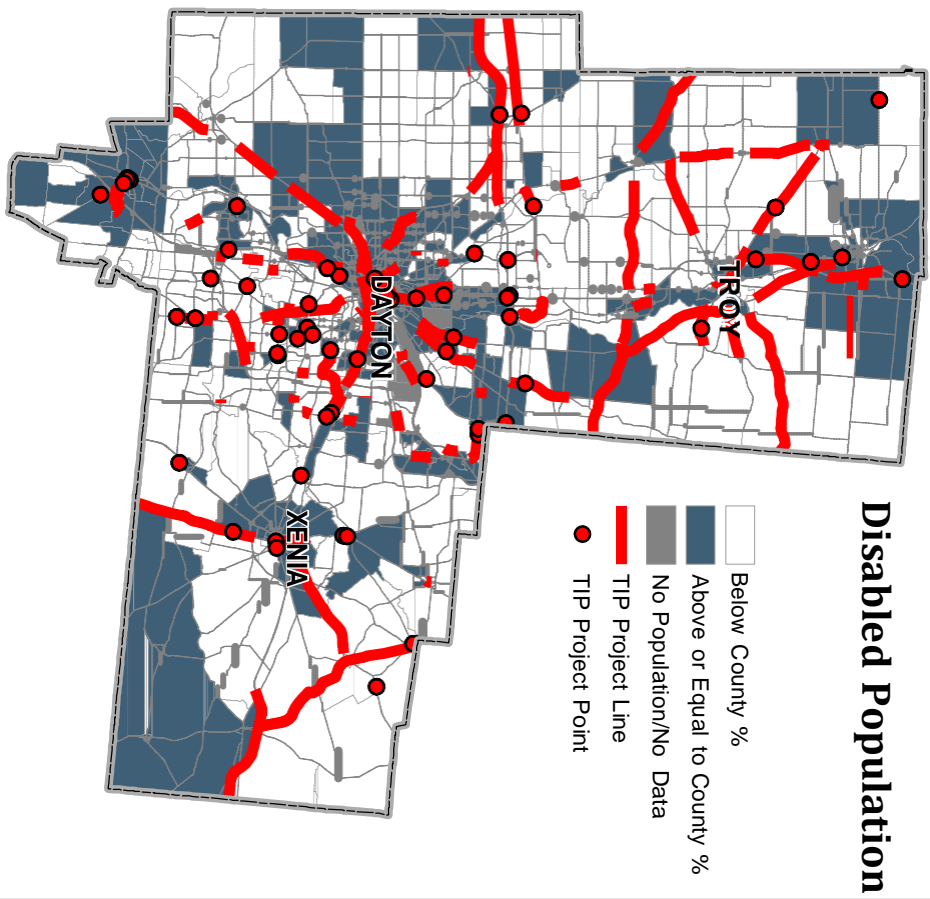 Disabled Population
Below County %
Above or Equal to County %
No Population/No Data
TIP Project Line
TIP Project Point
TROY
DAYTON
XENIA